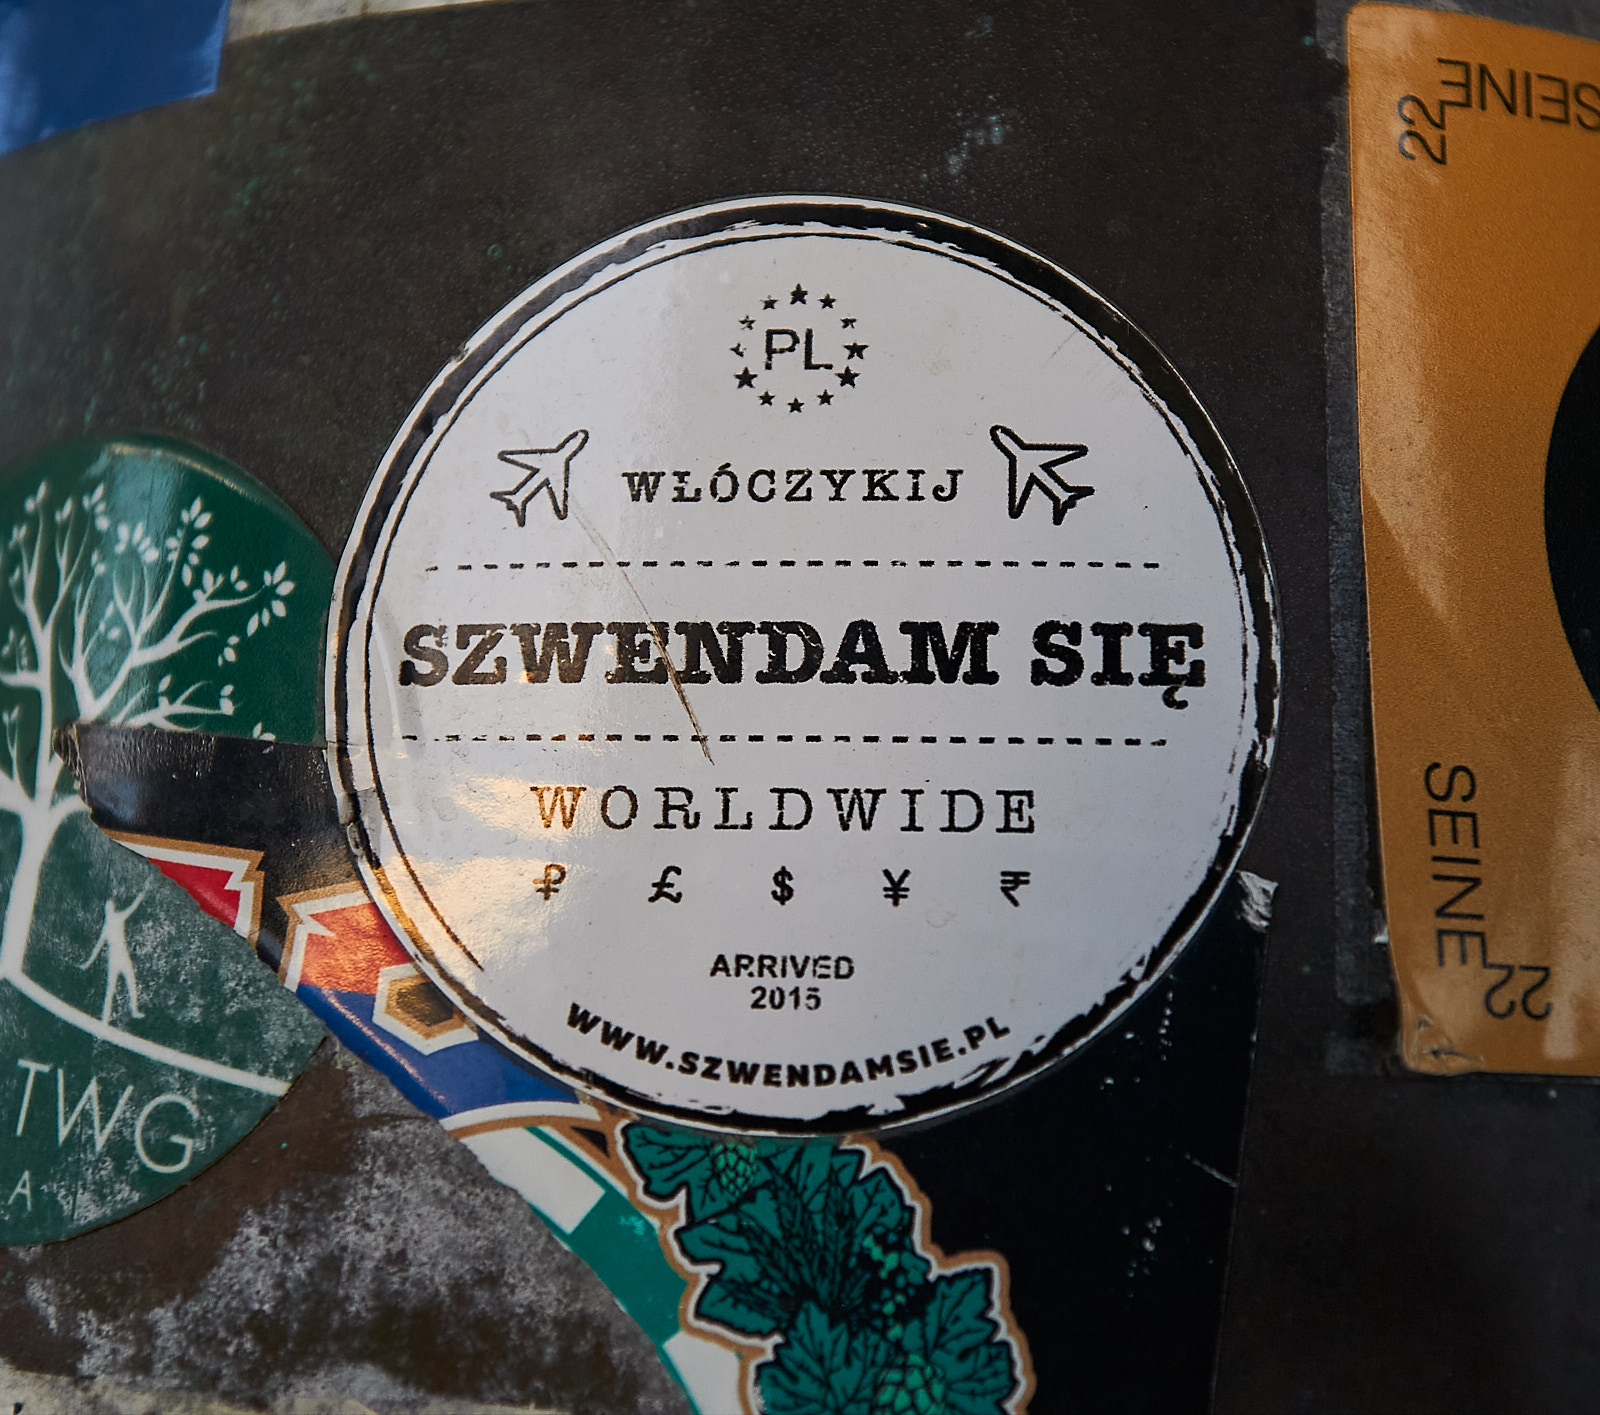 PL
WŁÓCZYKIJ
SZWENDAM SIĘ
WORLDWIDE
₽ £ $ ¥ ₹
ARRIVED
2015
WWW.SZWENDAMSIE.PL
22
SEINE
SEINE
22
TWG
A